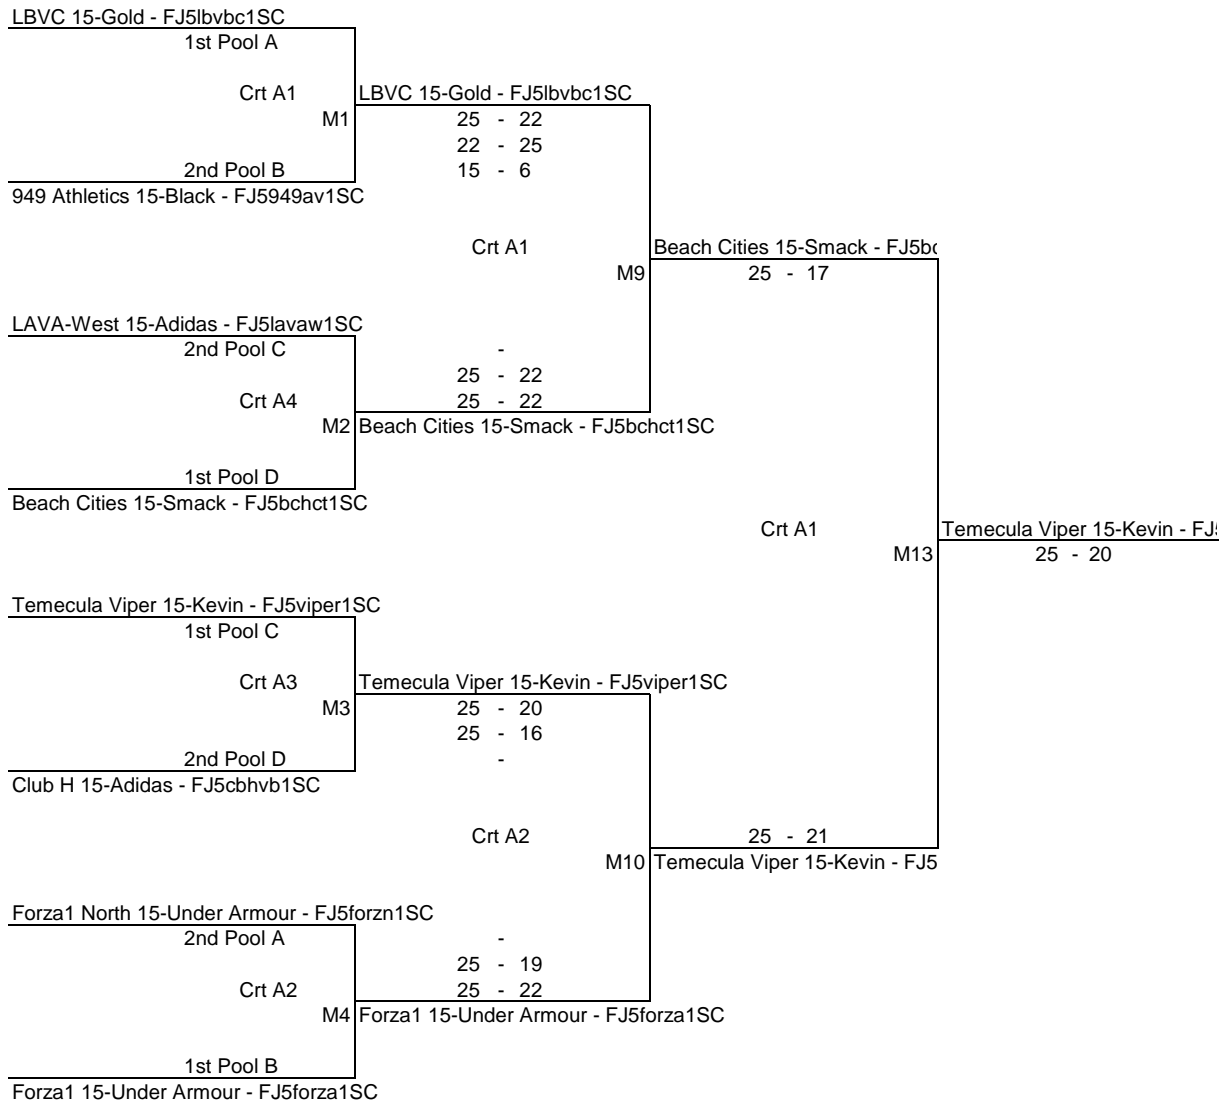 LBVC 15-Gold - FJ5lbvbc1SC
1st Pool A
Crt A1
LBVC 15-Gold - FJ5lbvbc1SC
M1
25 - 22
22 - 25
2nd Pool B
15 - 6
949 Athletics 15-Black - FJ5949av1SC
Crt A1
Beach Cities 15-Smack - FJ5bc
M9
25 - 17
LAVA-West 15-Adidas - FJ5lavaw1SC
2nd Pool C
-
25 - 22
Crt A4
25 - 22
M2
Beach Cities 15-Smack - FJ5bchct1SC
1st Pool D
Beach Cities 15-Smack - FJ5bchct1SC
Crt A1
Temecula Viper 15-Kevin - FJ5
M13
25 - 20
Temecula Viper 15-Kevin - FJ5viper1SC
1st Pool C
Crt A3
Temecula Viper 15-Kevin - FJ5viper1SC
M3
25 - 20
25 - 16
2nd Pool D
-
Club H 15-Adidas - FJ5cbhvb1SC
Crt A2
25 - 21
M10
Temecula Viper 15-Kevin - FJ5
Forza1 North 15-Under Armour - FJ5forzn1SC
2nd Pool A
-
25 - 19
Crt A2
25 - 22
M4
Forza1 15-Under Armour - FJ5forza1SC
1st Pool B
Forza1 15-Under Armour - FJ5forza1SC